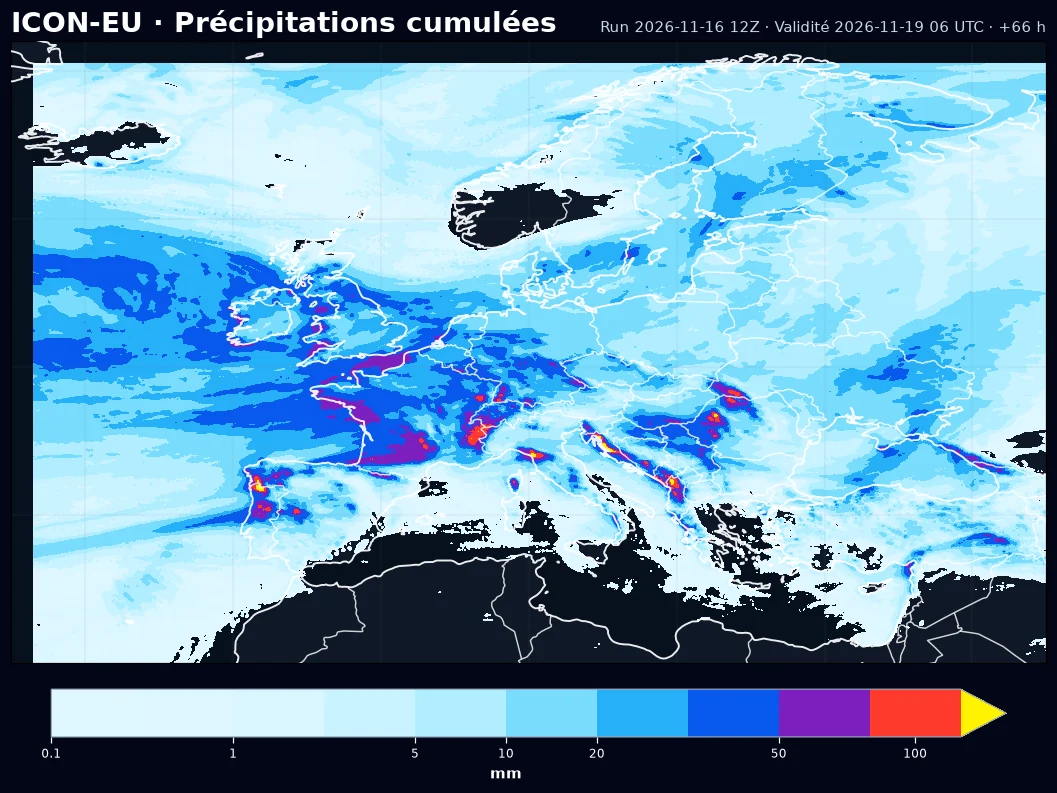 ICON-EU · Précipitations cumulées
Run 2026-11-16 12Z · Validité 2026-11-19 06 UTC · +66 h
0.1 1 5 10 20 50 100
mm